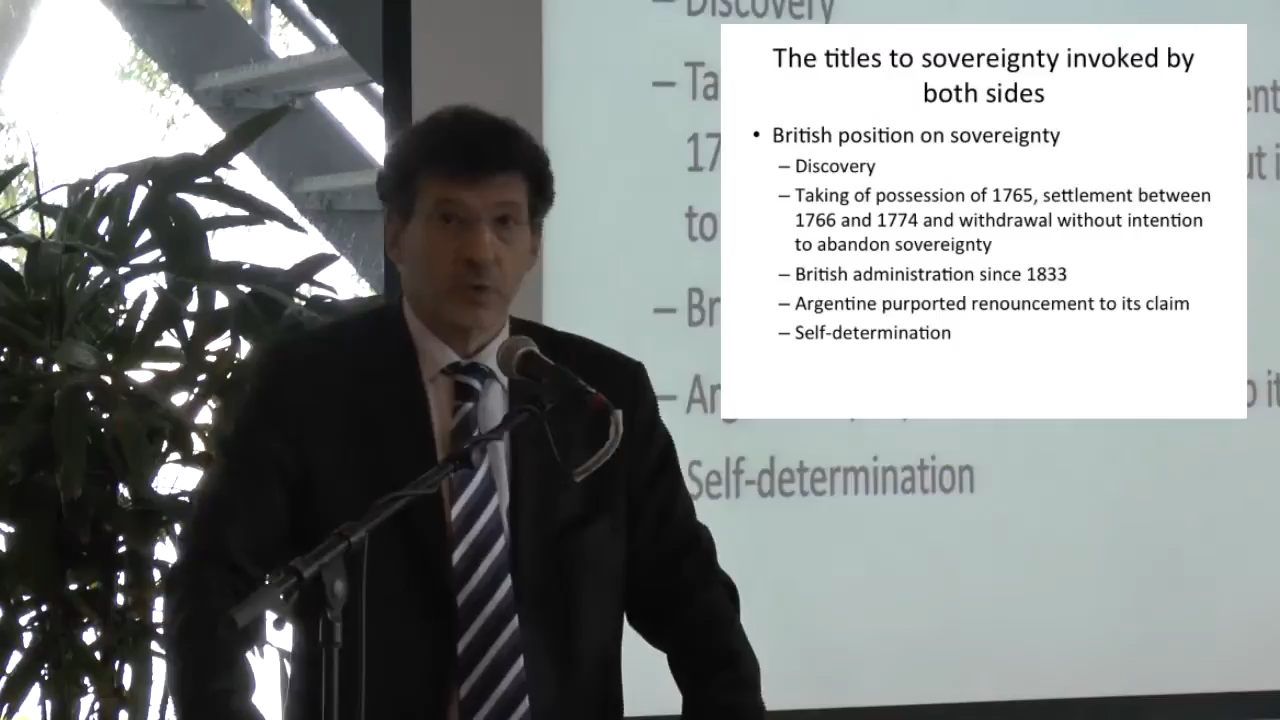 The titles to sovereignty invoked by
both sides
• British position on sovereignty
– Discovery
– Taking of possession of 1765, settlement between
1766 and 1774 and withdrawal without intention
to abandon sovereignty
– British administration since 1833
– Argentine purported renouncement to its claim
– Self-determination
– Discovery
– Ta
17
to
– Br
– Ar
Self-determination